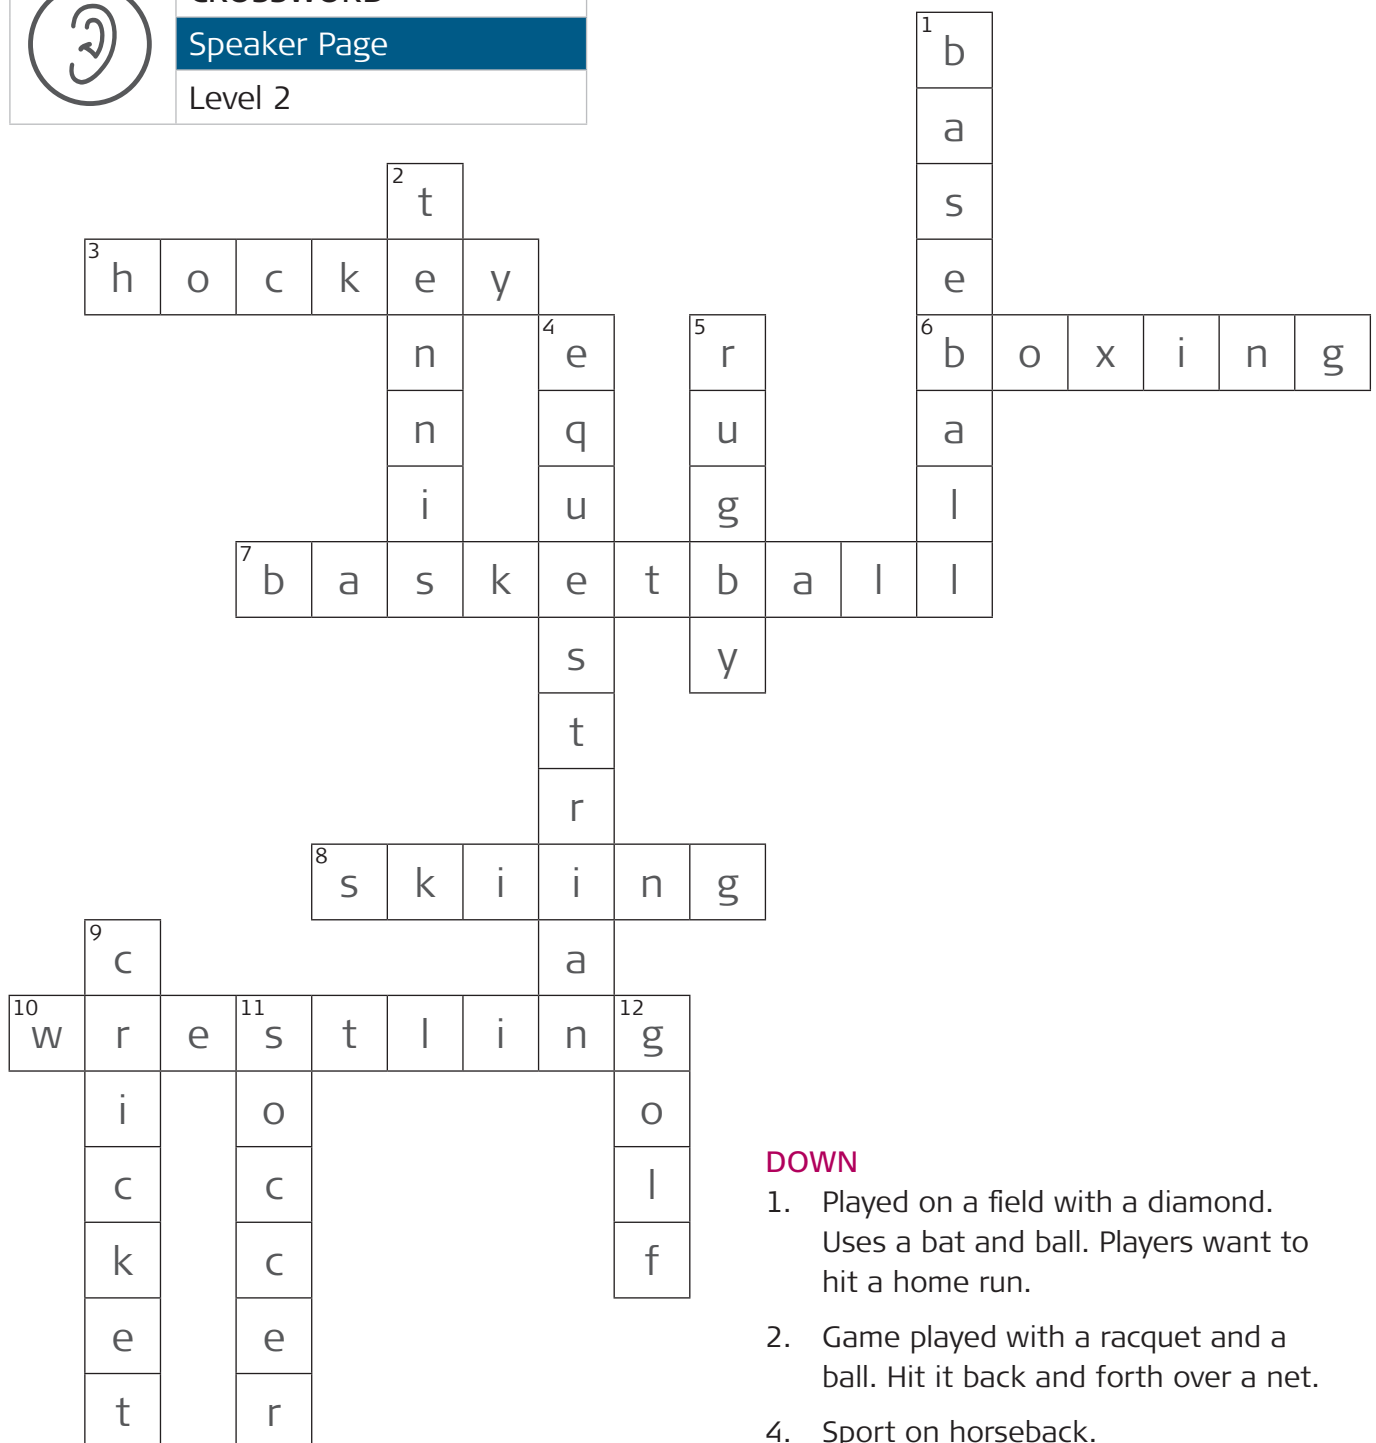 CROSSWORD
Speaker Page
Level 2
1 b
a
2 t s
3 h o c k e y e
n 4 e 5 r 6 b o x i n g
n q u a
i u g l
7 b a s k e t b a l l
s y
t
r
8 s k i i n g
9 c a
10 w r e 11 s t l i n 12 g
i o o
c c l
k c f
e e
t r
DOWN
1. Played on a field with a diamond.
Uses a bat and ball. Players want to
hit a home run.
2. Game played with a racquet and a
ball. Hit it back and forth over a net.
4. Sport on horseback.